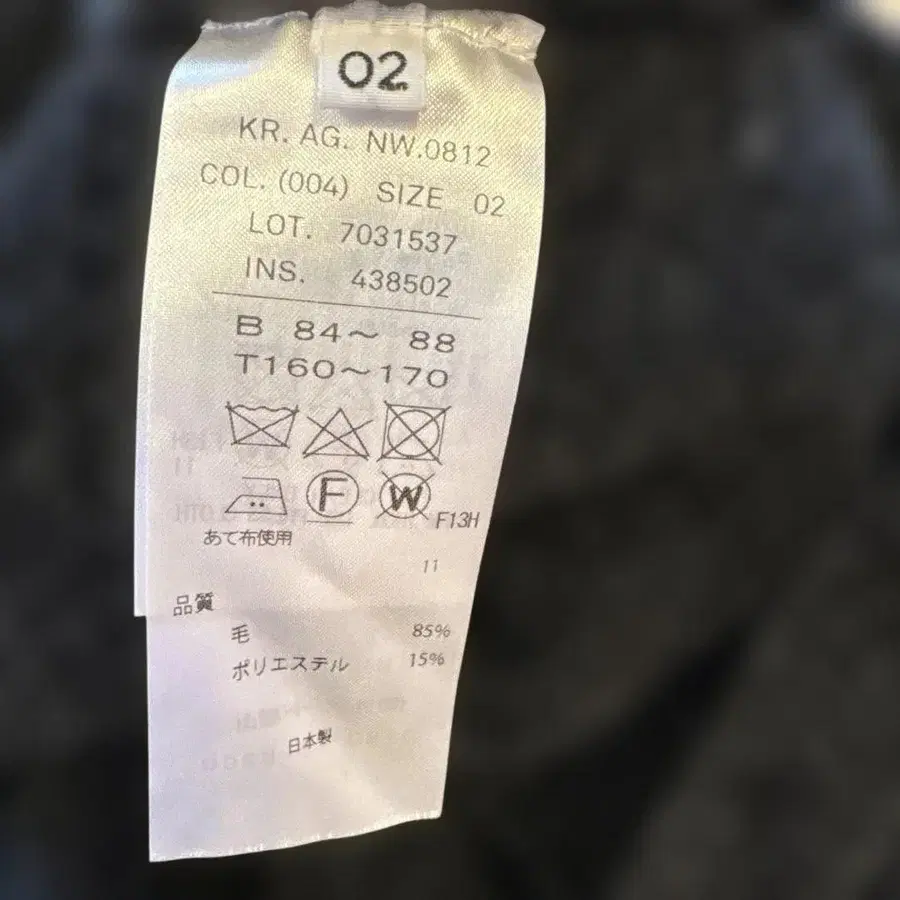 02
KR. AG. NW.0812
COL. (004) SIZE 02
LOT. 7031537
INS. 438502
B 84～ 88
T160～170
F W F13H
あて布使用
11
品質
毛 85%
ポリエステル 15%
日本製